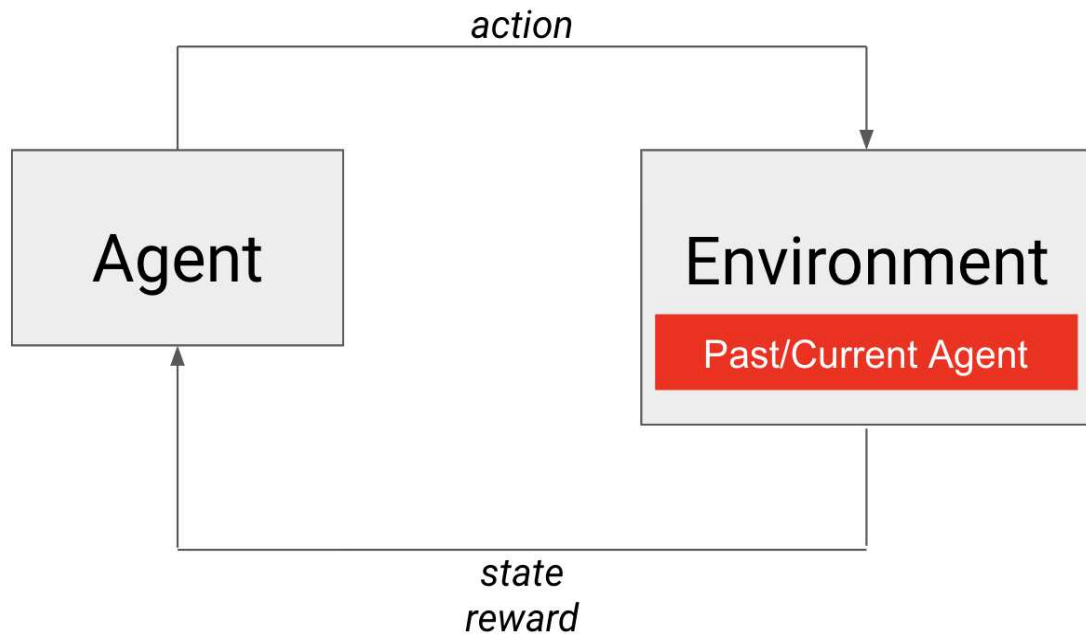 action
Agent
Environment
Past/Current Agent
state
reward